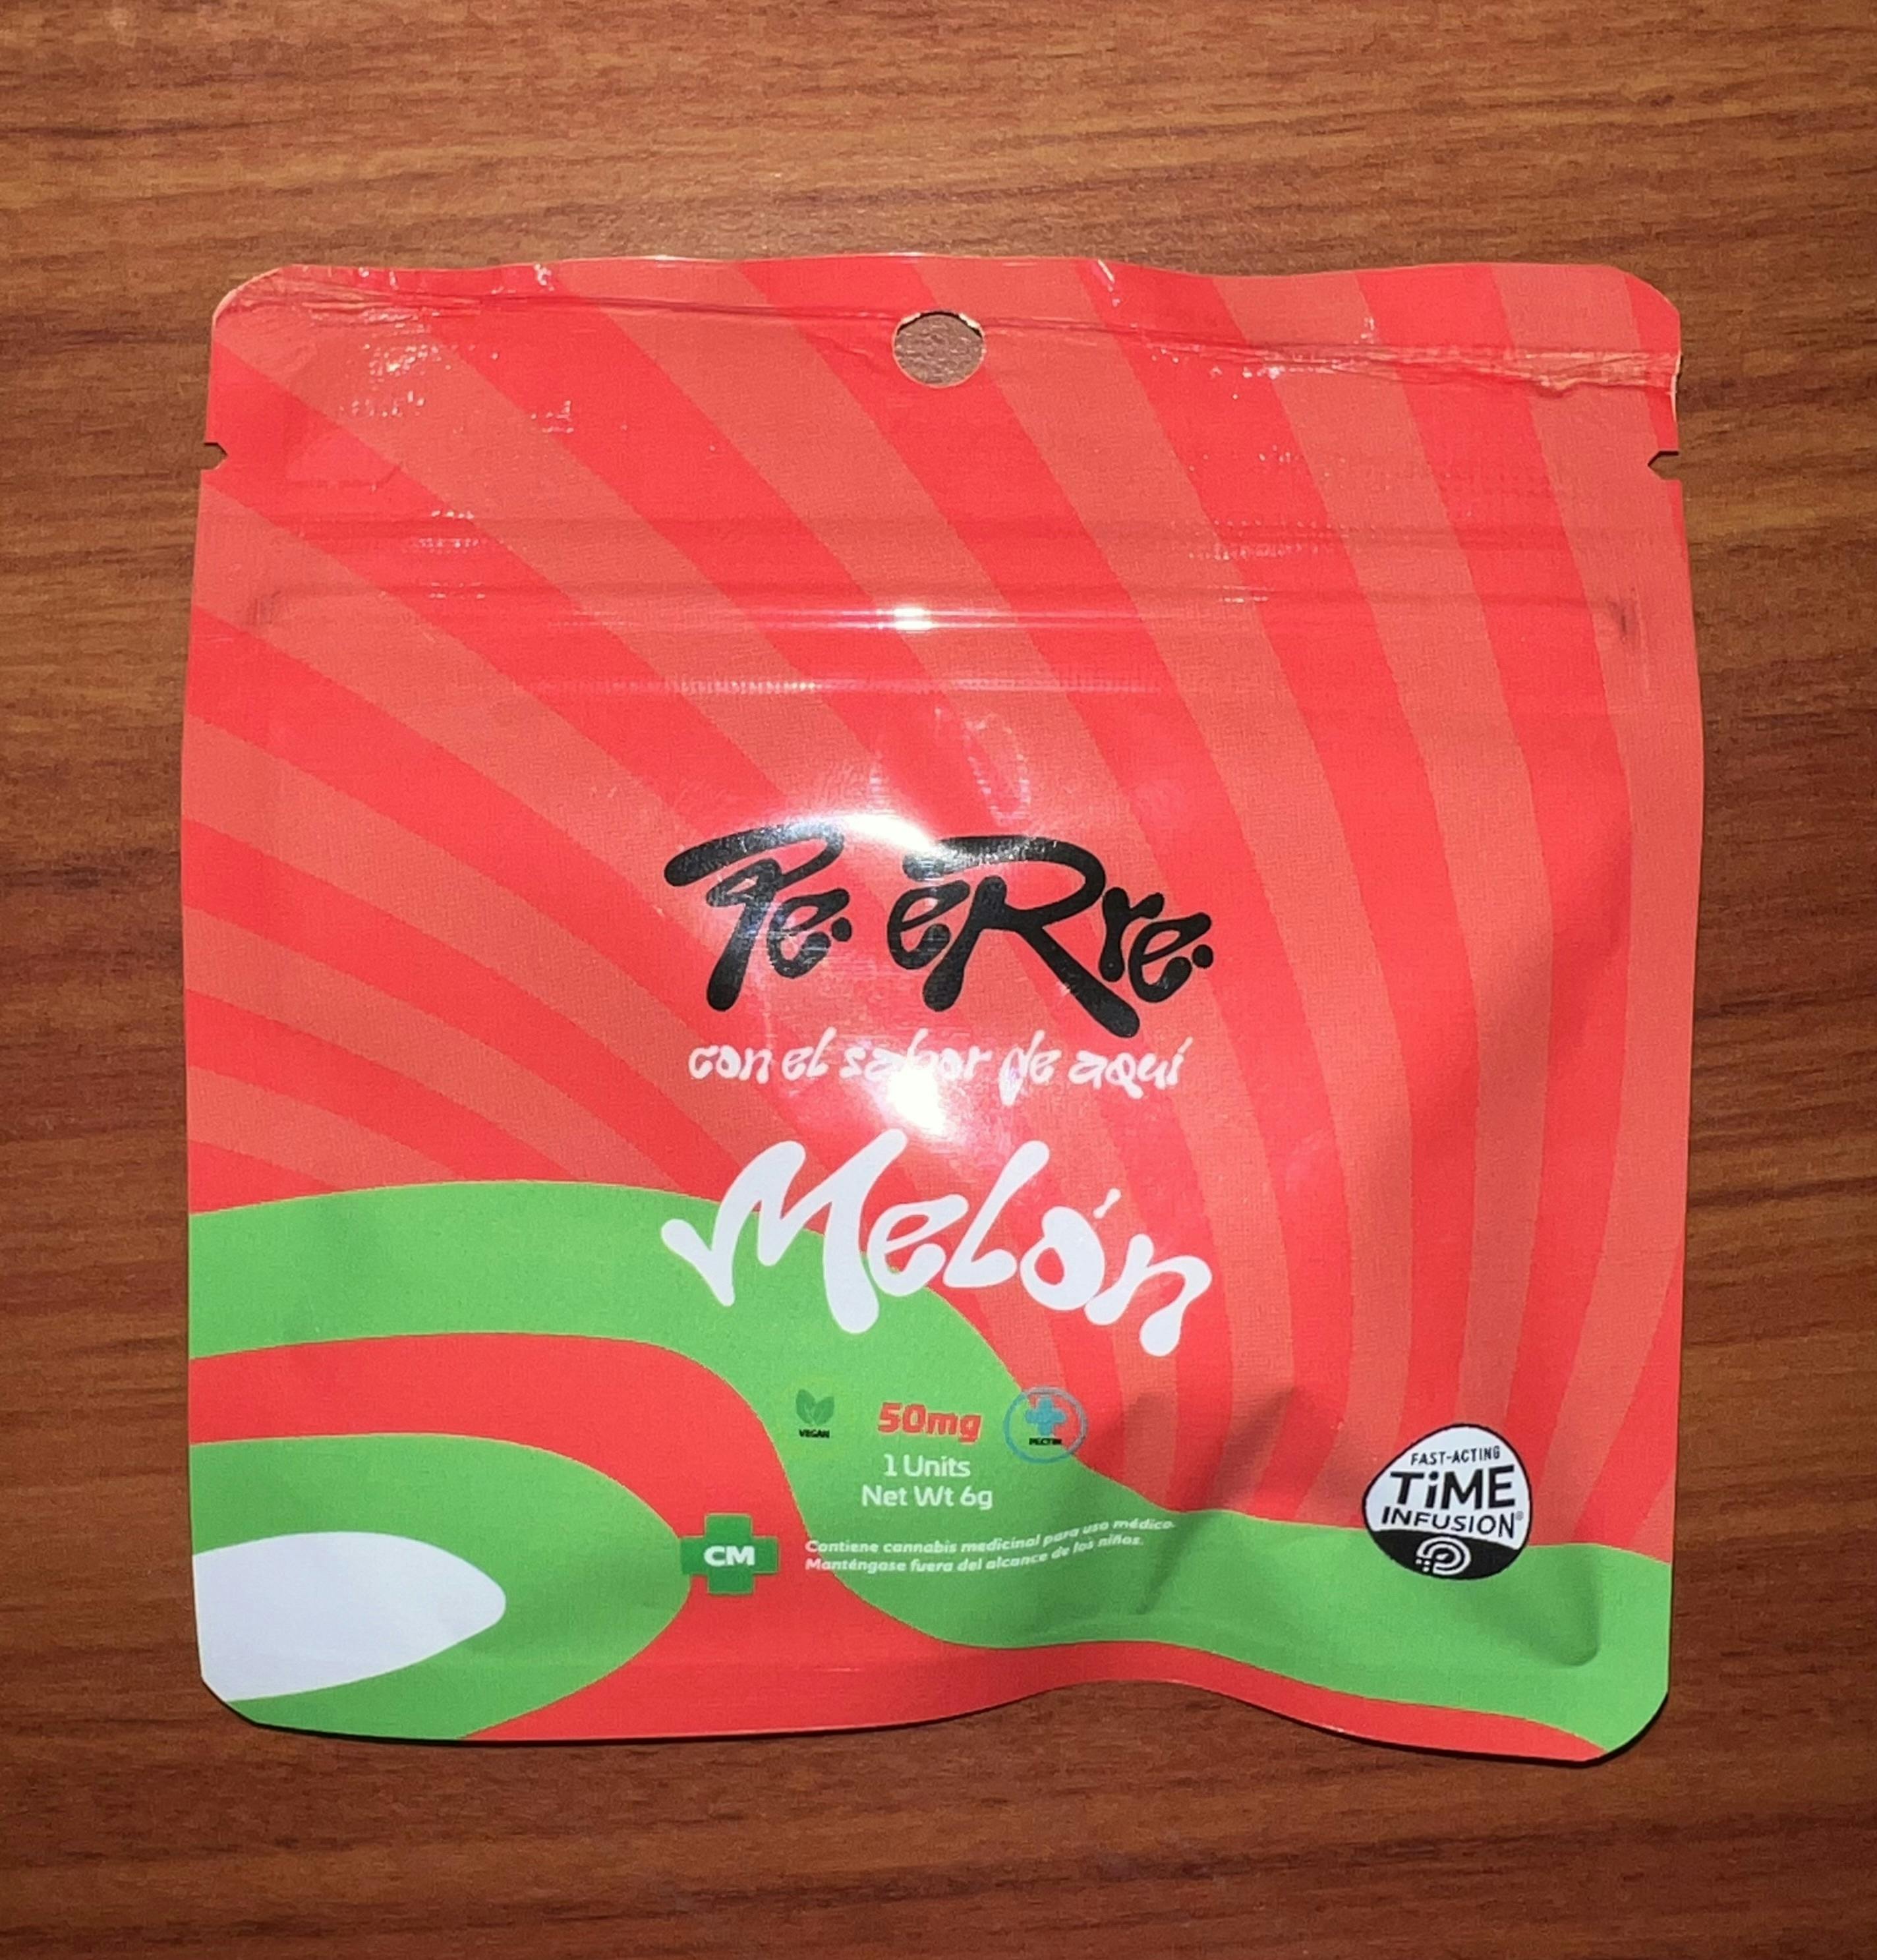 Pe eRre
con el sabor de aquí
Melón
VEGAN
50mg
PECTIN
1 Units
Net Wt 6g
CM
Contiene cannabis medicinal para uso médico.
Manténgase fuera del alcance de los niños.
FAST-ACTING
TiME
INFUSION®